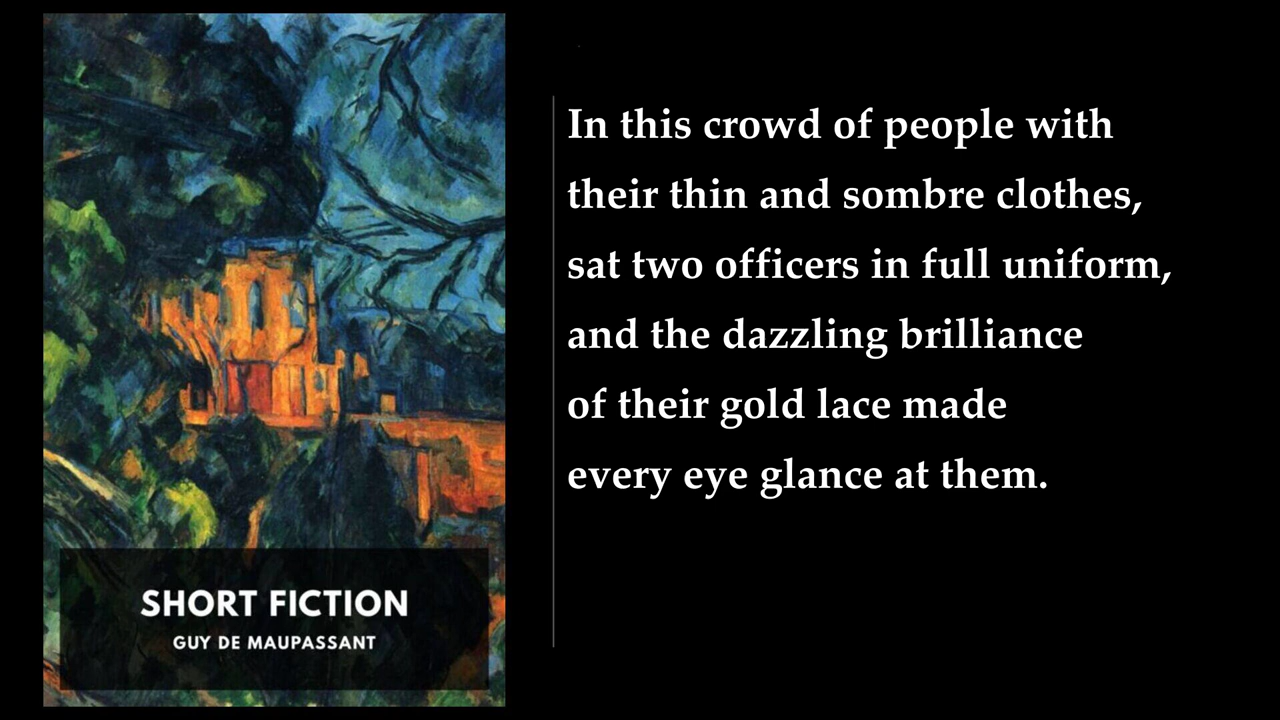 In this crowd of people with
their thin and sombre clothes,
sat two officers in full uniform,
and the dazzling brilliance
of their gold lace made
every eye glance at them.
SHORT FICTION
GUY DE MAUPASSANT